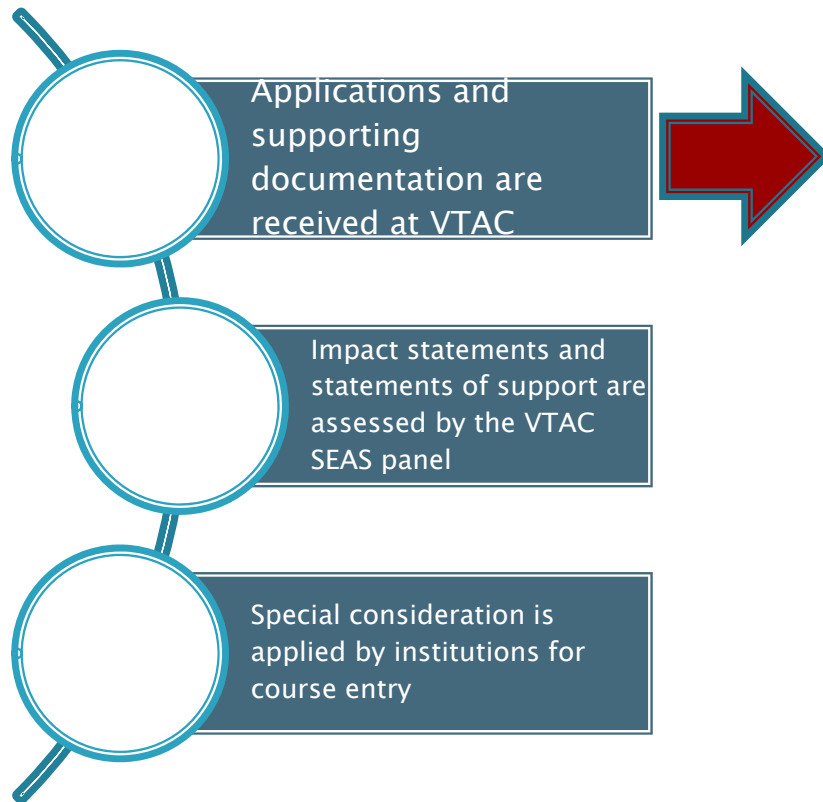 Applications and
supporting
documentation are
received at VTAC
Impact statements and
statements of support are
assessed by the VTAC
SEAS panel
Special consideration is
applied by institutions for
course entry